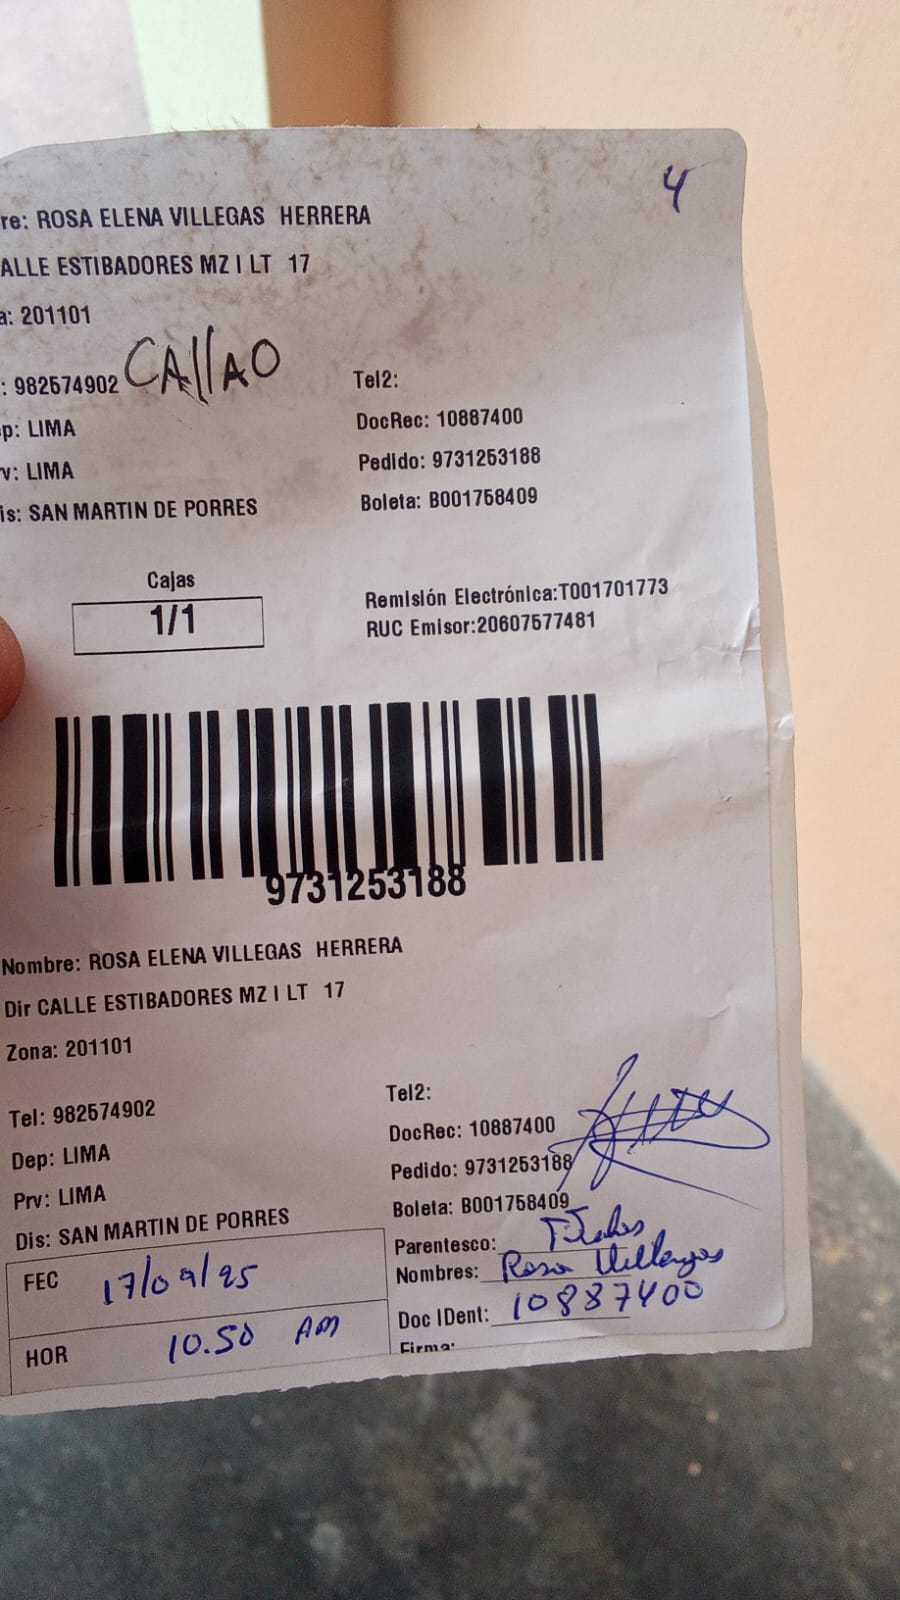 4
re: ROSA ELENA VILLEGAS HERRERA
ALLE ESTIBADORES MZ I LT 17
a: 201101
: 982574902 CALLAO
Tel2:
p: LIMA
DocRec: 10887400
v: LIMA
Pedido: 9731253188
is: SAN MARTIN DE PORRES
Boleta: B001758409
Cajas
1/1
Remisión Electrónica:T001701773
RUC Emisor:20607577481
9731253188
Nombre: ROSA ELENA VILLEGAS HERRERA
Dir CALLE ESTIBADORES MZ I LT 17
Zona: 201101
Tel: 982574902
Tel2:
Dep: LIMA
DocRec: 10887400
Prv: LIMA
Pedido: 9731253188
Dis: SAN MARTIN DE PORRES
Boleta: B001758409
FEC 17/09/25
Parentesco:
Nombres: Rosa Villegas
HOR 10.50 AM
Doc IDent: 10887400
Firma: